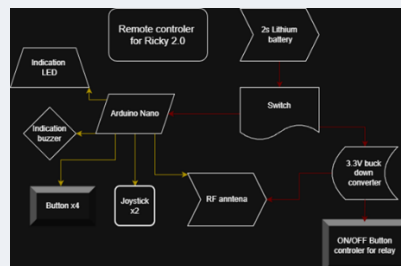 Remote controler
for Ricky 2.0
2s Lithium
battery
Indication
LED
Arduino Nano
Switch
Indication
buzzer
3.3V buck
down
converter
Button x4
Joystick
x2
RF anntena
ON/OFF Button
controler for relay